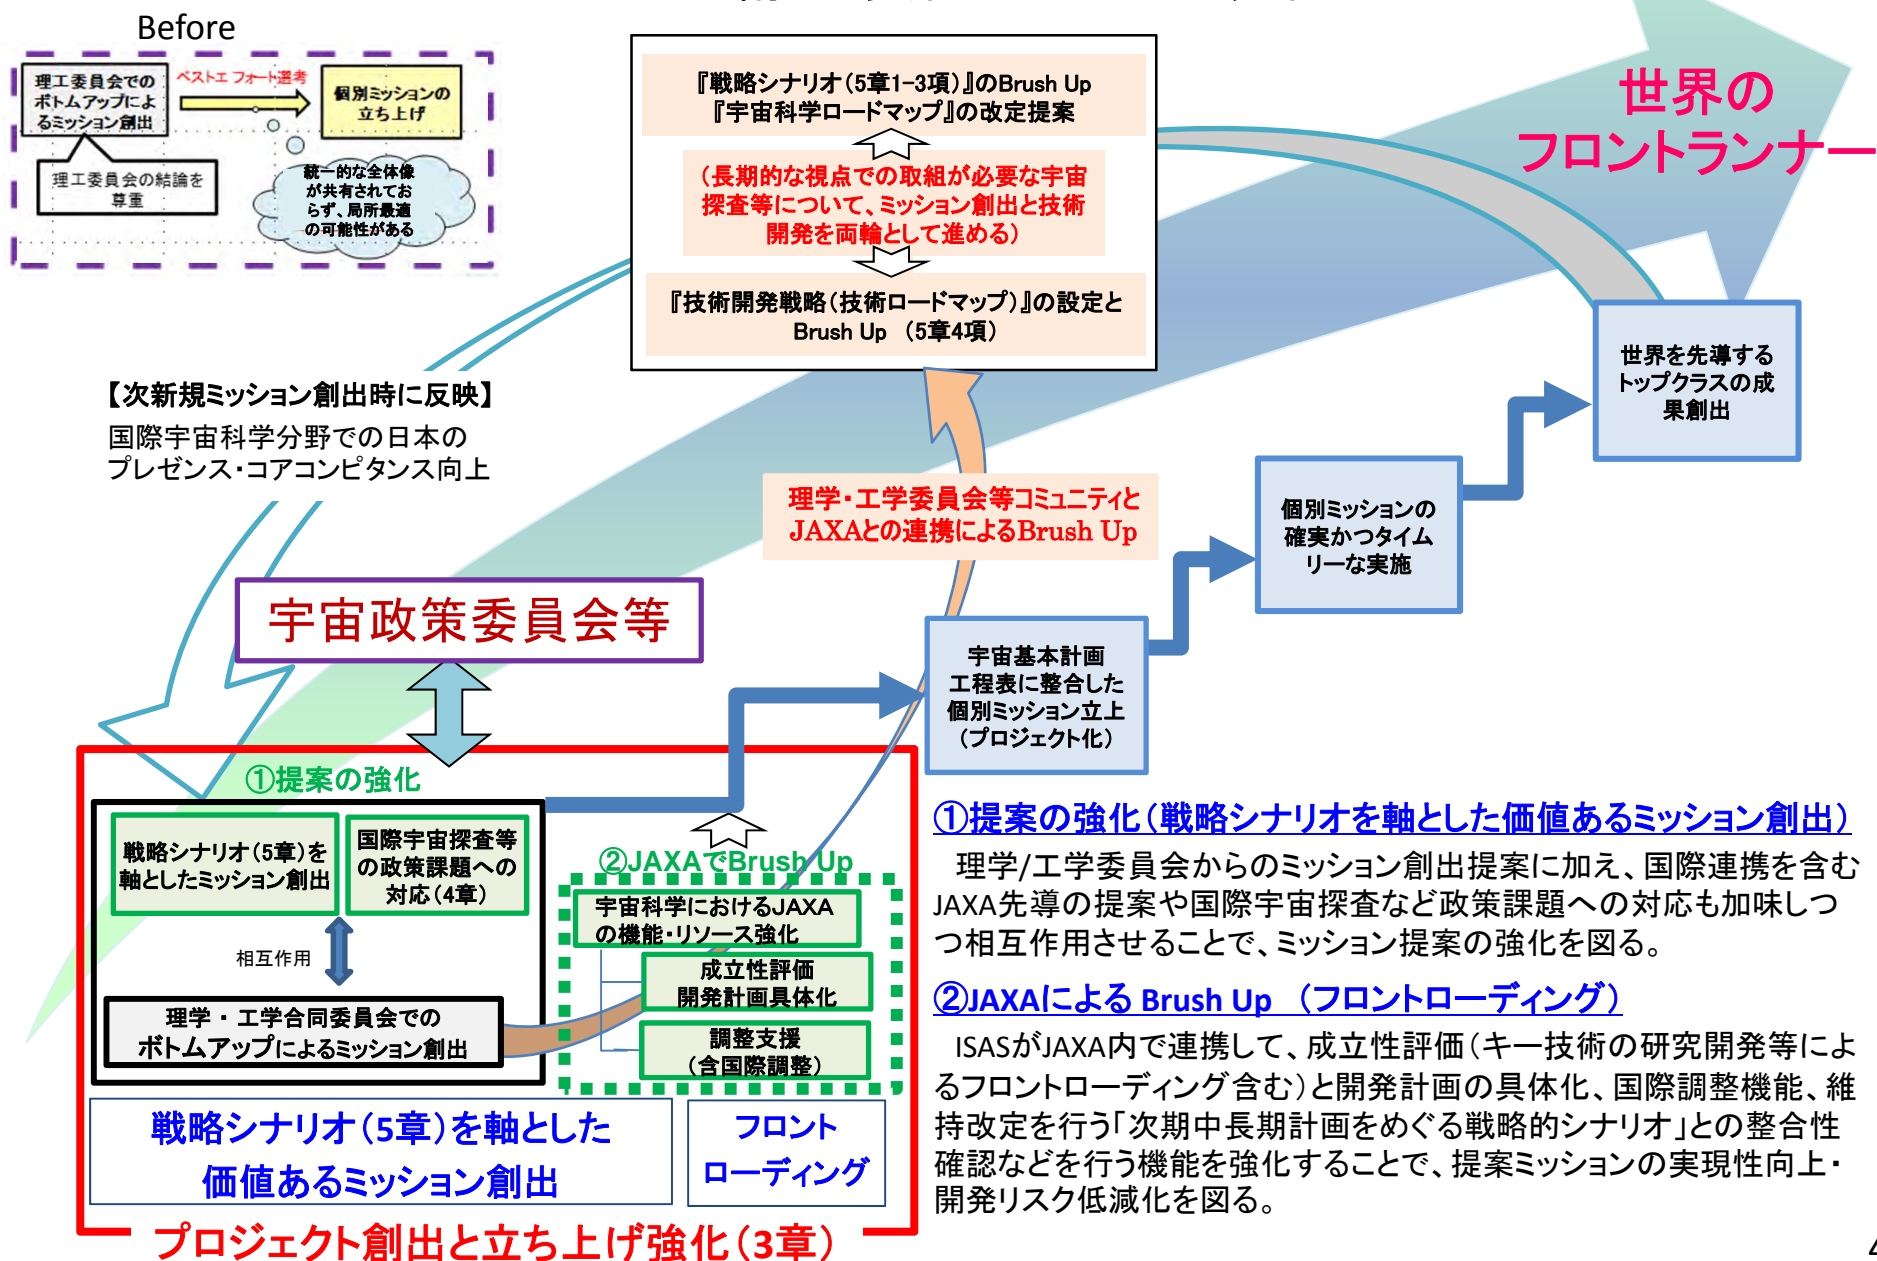 Before
理工委員会での
ボトムアップによ
るミッション創出
ベストエフォート選考
個別ミッションの
立ち上げ
理工委員会の結論を
尊重
統一的な全体像
が共有されてお
らず、局所最適
の可能性がある
『戦略シナリオ（5章1-3項）』のBrush Up
『宇宙科学ロードマップ』の改定提案
（長期的な視点での取組が必要な宇宙
探査等について、ミッション創出と技術
開発を両輪として進める）
『技術開発戦略（技術ロードマップ）』の設定と
Brush Up （5章4項）
世界の
フロントランナー
【次新規ミッション創出時に反映】
国際宇宙科学分野での日本の
プレゼンス・コアコンピタンス向上
世界を先導する
トップクラスの成
果創出
理学・工学委員会等コミュニティと
JAXAとの連携によるBrush Up
個別ミッションの
確実かつタイム
リーな実施
宇宙政策委員会等
宇宙基本計画
工程表に整合した
個別ミッション立上
（プロジェクト化）
①提案の強化
戦略シナリオ（5章）を
軸としたミッション創出
国際宇宙探査等
の政策課題への
対応（4章）
相互作用
理学・工学合同委員会での
ボトムアップによるミッション創出
②JAXAでBrush Up
宇宙科学におけるJAXA
の機能・リソース強化
成立性評価
開発計画具体化
調整支援
（含国際調整）
戦略シナリオ（5章）を軸とした
価値あるミッション創出
フロント
ローディング
プロジェクト創出と立ち上げ強化（3章）
①提案の強化（戦略シナリオを軸とした価値あるミッション創出）
理学/工学委員会からのミッション創出提案に加え、国際連携を含む
JAXA先導の提案や国際宇宙探査など政策課題への対応も加味しつ
つ相互作用させることで、ミッション提案の強化を図る。
②JAXAによる Brush Up （フロントローディング）
ISASがJAXA内で連携して、成立性評価（キー技術の研究開発等によ
るフロントローディング含む）と開発計画の具体化、国際調整機能、維
持改定を行う「次期中長期計画をめぐる戦略的シナリオ」との整合性
確認などを行う機能を強化することで、提案ミッションの実現性向上・
開発リスク低減化を図る。